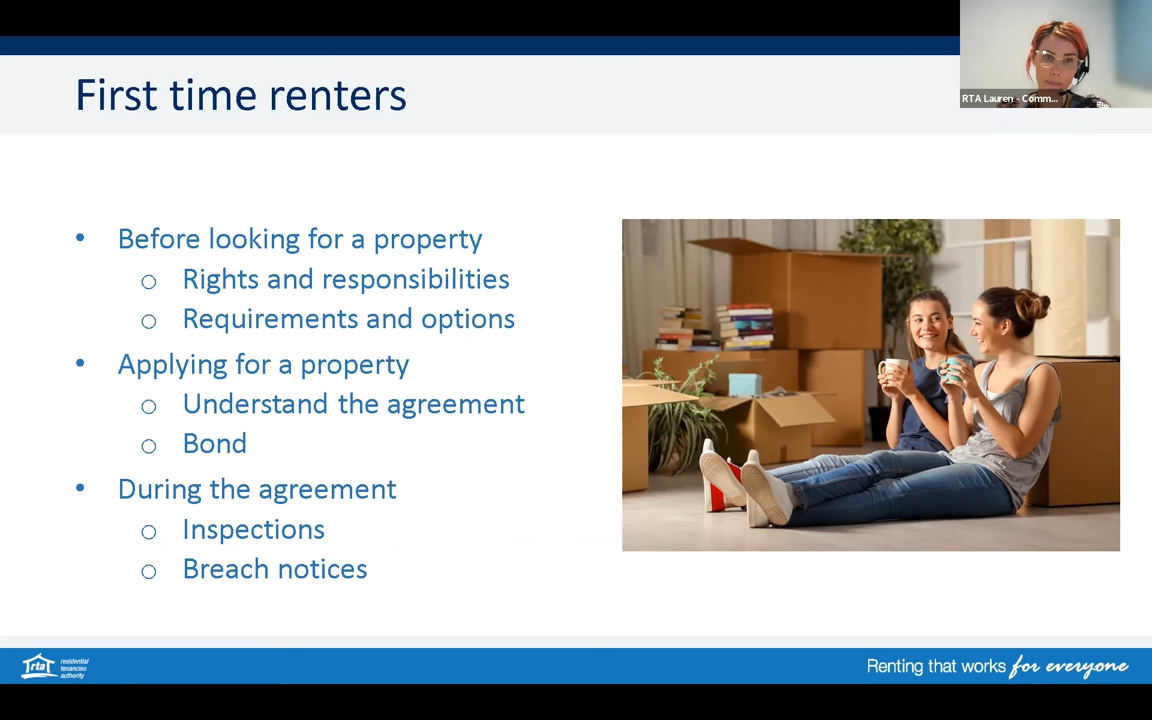 First time renters
RTA Lauren - Comm...
• Before looking for a property
o Rights and responsibilities
o Requirements and options
• Applying for a property
o Understand the agreement
o Bond
• During the agreement
o Inspections
o Breach notices
rta
residential
tenancies
authority
Renting that works for everyone